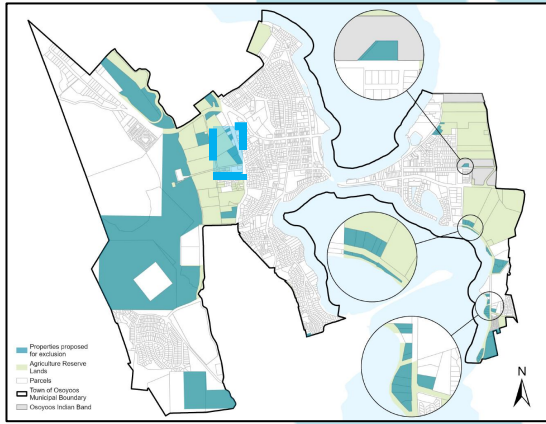 Properties proposed
for exclusion
Agriculture Reserve
Lands
Parcels
Town of Osoyoos
Municipal Boundary
Osoyoos Indian Band
N